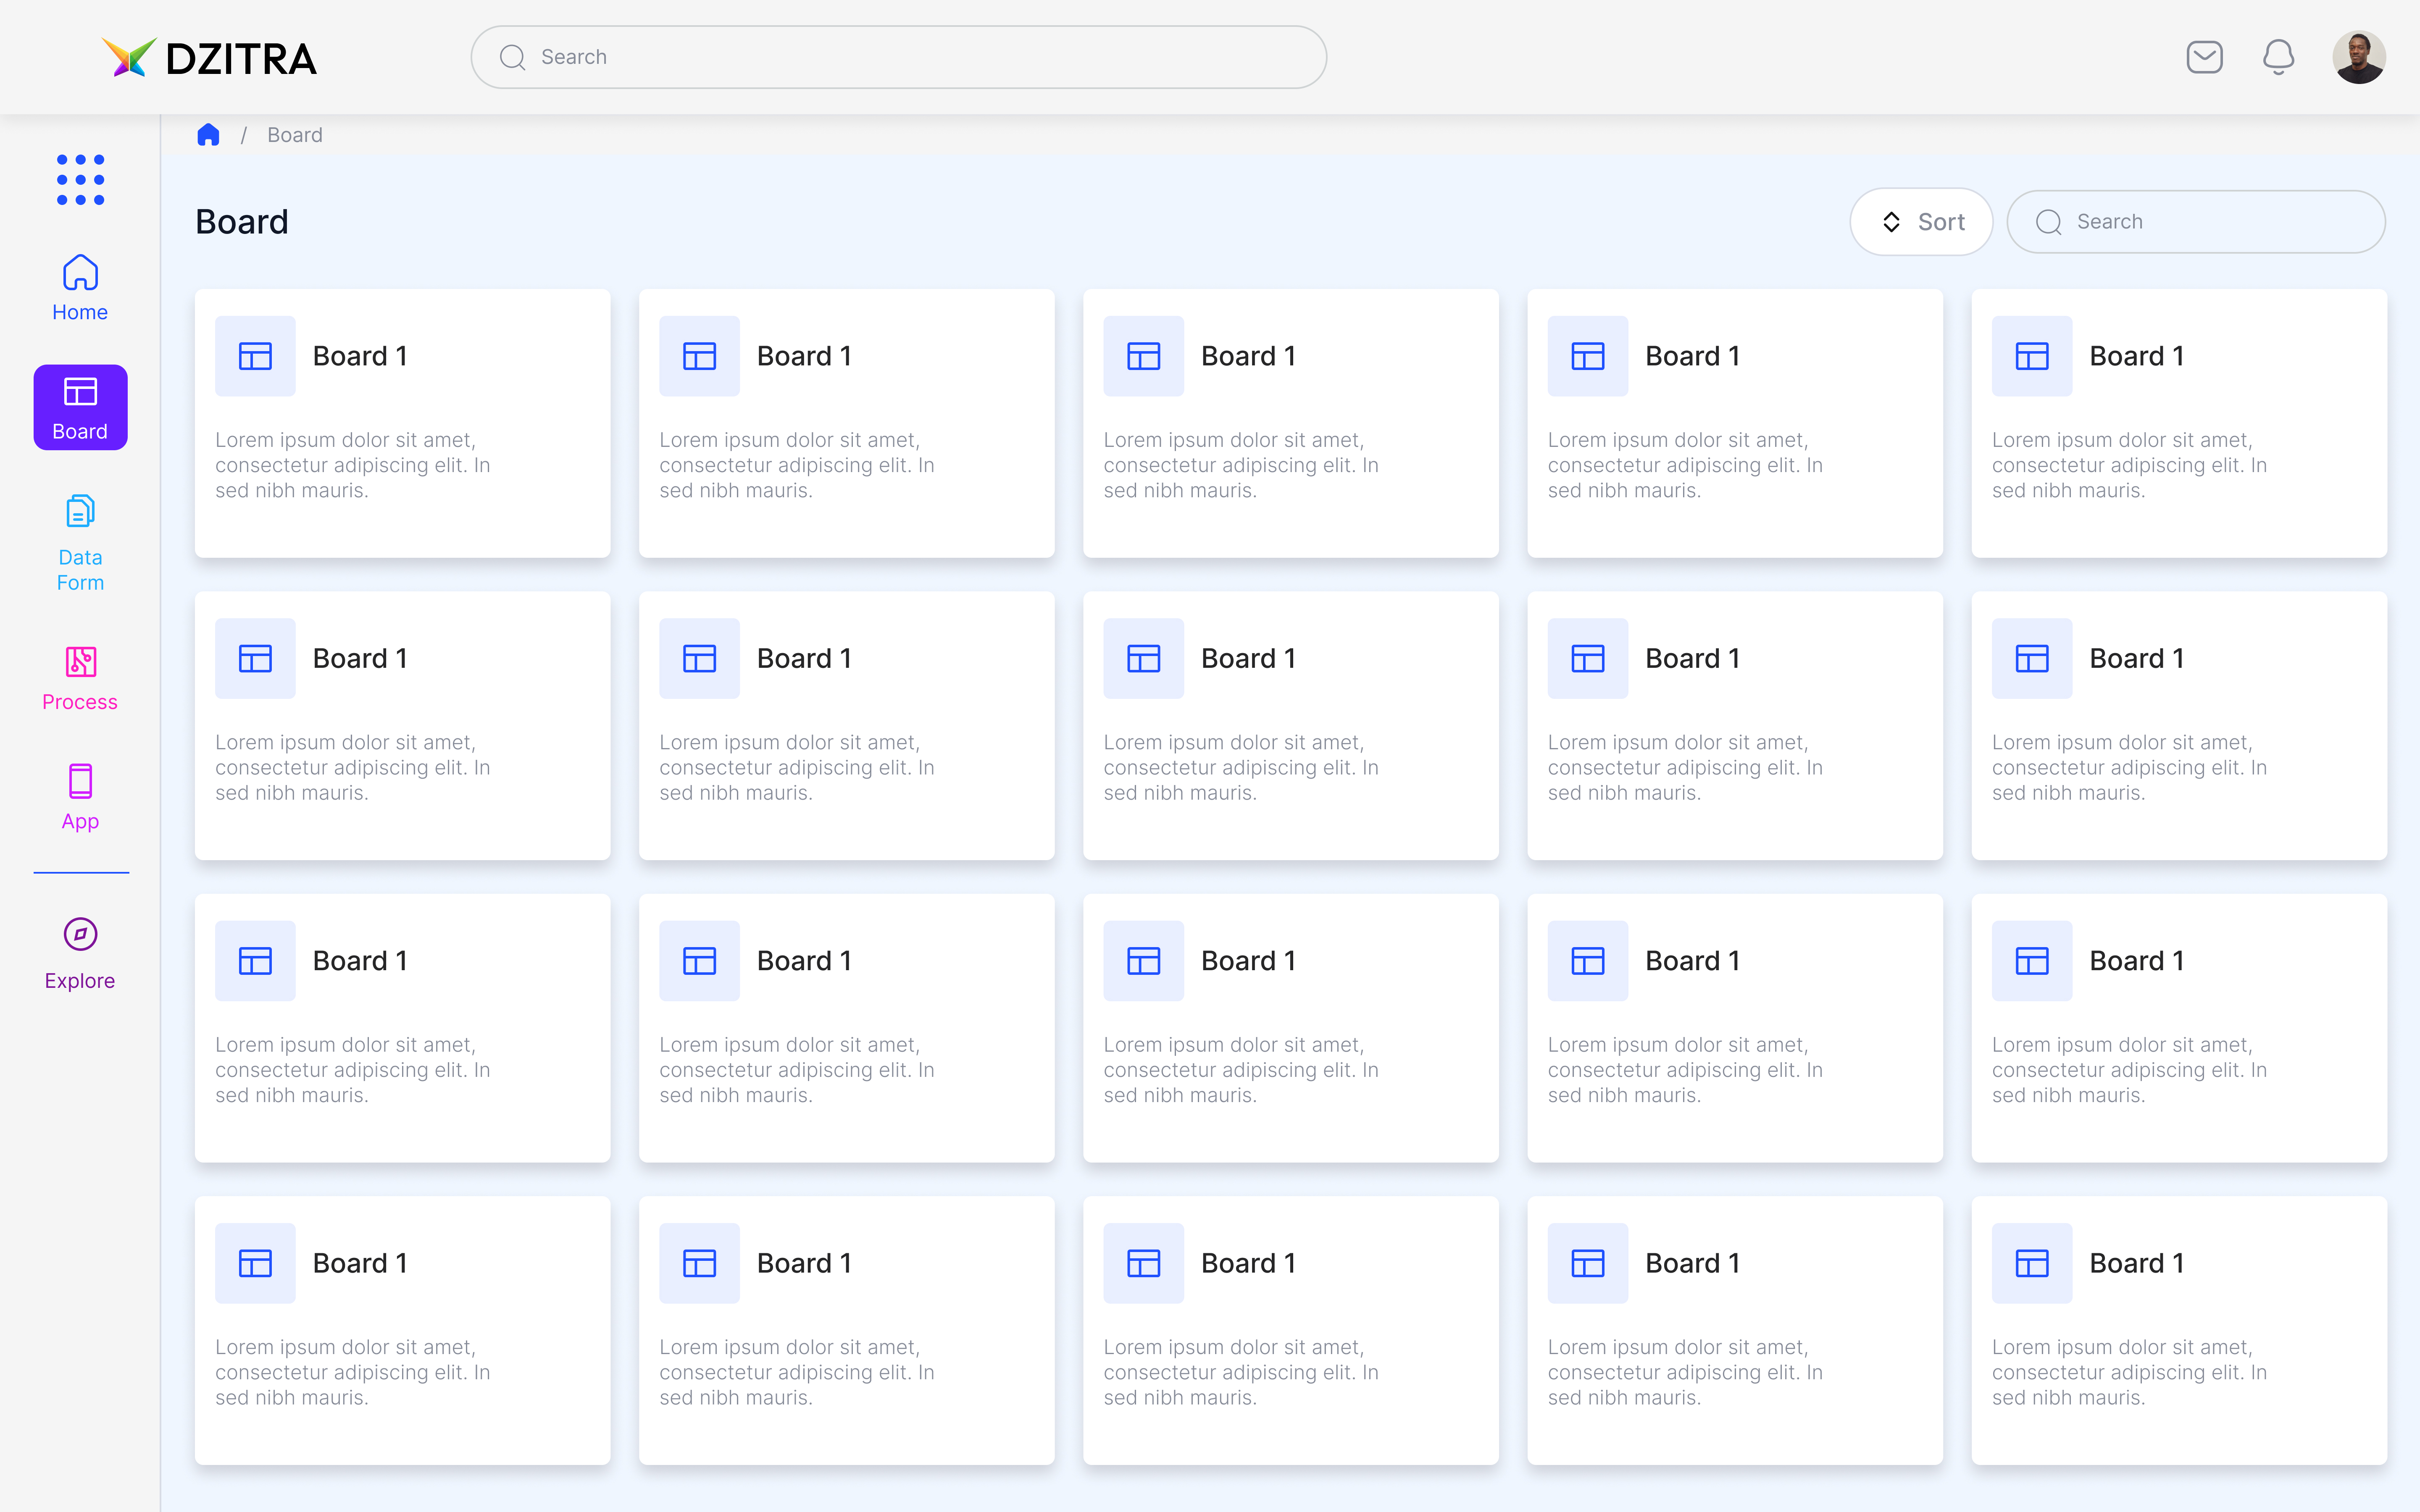 DZITRA
Search
/ Board
Home
Board
Data
Form
Process
App
Explore
Board
Sort
Search
Board 1
Lorem ipsum dolor sit amet,
consectetur adipiscing elit. In
sed nibh mauris.
Board 1
Lorem ipsum dolor sit amet,
consectetur adipiscing elit. In
sed nibh mauris.
Board 1
Lorem ipsum dolor sit amet,
consectetur adipiscing elit. In
sed nibh mauris.
Board 1
Lorem ipsum dolor sit amet,
consectetur adipiscing elit. In
sed nibh mauris.
Board 1
Lorem ipsum dolor sit amet,
consectetur adipiscing elit. In
sed nibh mauris.
Board 1
Lorem ipsum dolor sit amet,
consectetur adipiscing elit. In
sed nibh mauris.
Board 1
Lorem ipsum dolor sit amet,
consectetur adipiscing elit. In
sed nibh mauris.
Board 1
Lorem ipsum dolor sit amet,
consectetur adipiscing elit. In
sed nibh mauris.
Board 1
Lorem ipsum dolor sit amet,
consectetur adipiscing elit. In
sed nibh mauris.
Board 1
Lorem ipsum dolor sit amet,
consectetur adipiscing elit. In
sed nibh mauris.
Board 1
Lorem ipsum dolor sit amet,
consectetur adipiscing elit. In
sed nibh mauris.
Board 1
Lorem ipsum dolor sit amet,
consectetur adipiscing elit. In
sed nibh mauris.
Board 1
Lorem ipsum dolor sit amet,
consectetur adipiscing elit. In
sed nibh mauris.
Board 1
Lorem ipsum dolor sit amet,
consectetur adipiscing elit. In
sed nibh mauris.
Board 1
Lorem ipsum dolor sit amet,
consectetur adipiscing elit. In
sed nibh mauris.
Board 1
Lorem ipsum dolor sit amet,
consectetur adipiscing elit. In
sed nibh mauris.
Board 1
Lorem ipsum dolor sit amet,
consectetur adipiscing elit. In
sed nibh mauris.
Board 1
Lorem ipsum dolor sit amet,
consectetur adipiscing elit. In
sed nibh mauris.
Board 1
Lorem ipsum dolor sit amet,
consectetur adipiscing elit. In
sed nibh mauris.
Board 1
Lorem ipsum dolor sit amet,
consectetur adipiscing elit. In
sed nibh mauris.